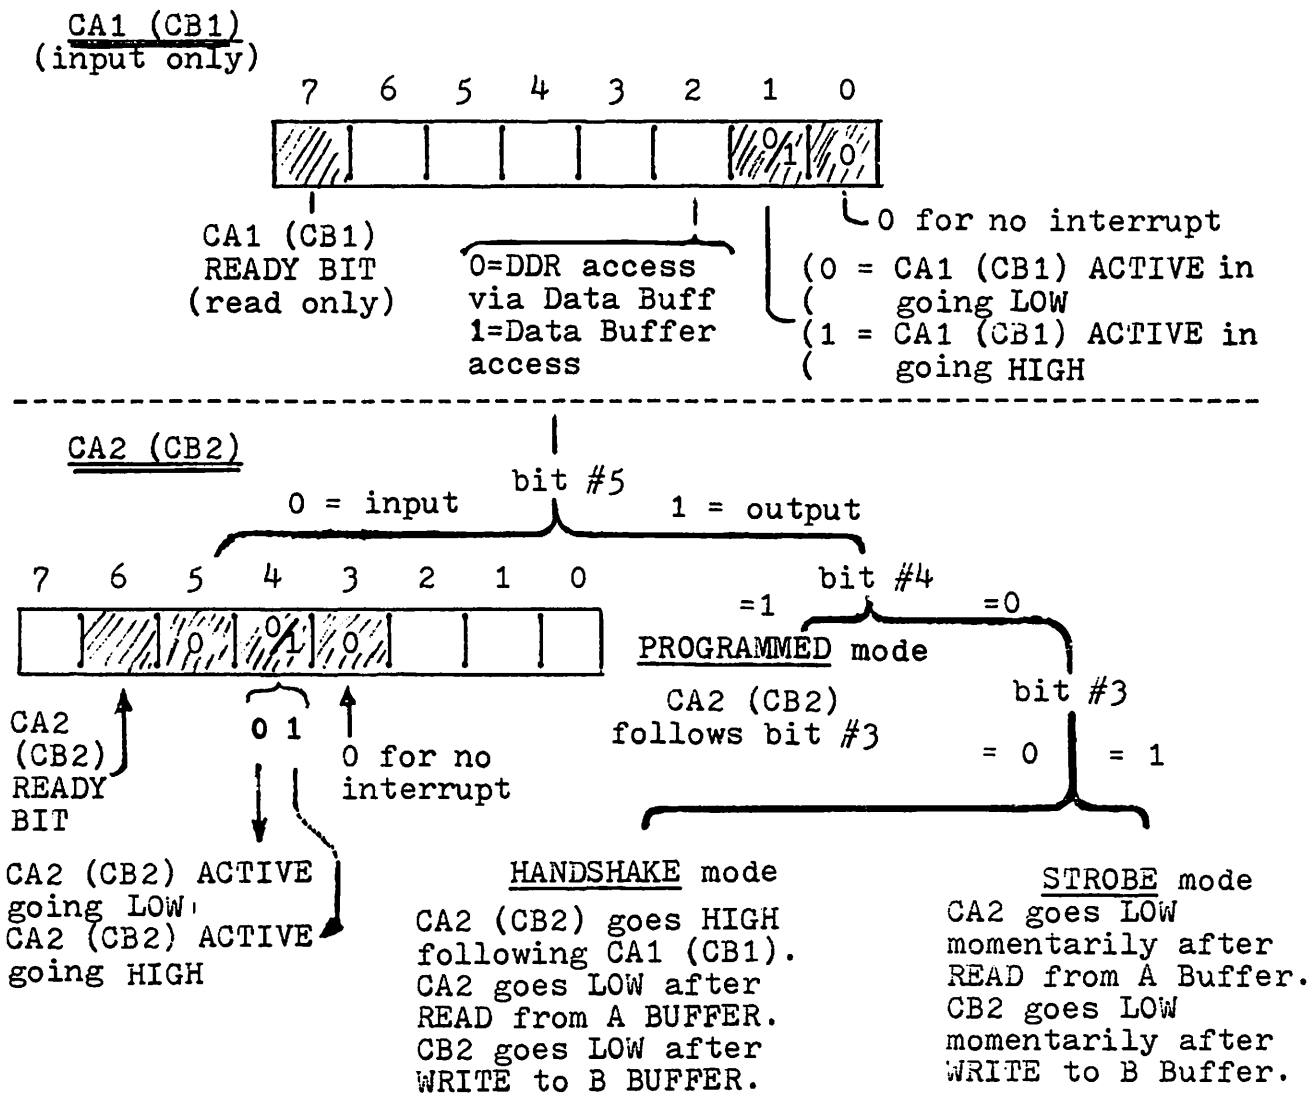 CA1 (CB1)
(input only)
7 6 5 4 3 2 1 0
0/1 0
CA1 (CB1)
READY BIT
(read only)
0=DDR access
via Data Buff
1=Data Buffer
access
0 for no interrupt
(0 = CA1 (CB1) ACTIVE in
( going LOW
(1 = CA1 (CB1) ACTIVE in
( going HIGH
CA2 (CB2)
bit #5
0 = input
1 = output
7 6 5 4 3 2 1 0
0 0/1 0
CA2
(CB2)
READY
BIT
0 1
0 for no
interrupt
CA2 (CB2) ACTIVE
going LOW
CA2 (CB2) ACTIVE
going HIGH
bit #4
=1
=0
PROGRAMMED mode
CA2 (CB2)
follows bit #3
bit #3
= 0
= 1
HANDSHAKE mode
CA2 (CB2) goes HIGH
following CA1 (CB1).
CA2 goes LOW after
READ from A BUFFER.
CB2 goes LOW after
WRITE to B BUFFER.
STROBE mode
CA2 goes LOW
momentarily after
READ from A Buffer.
CB2 goes LOW
momentarily after
WRITE to B Buffer.